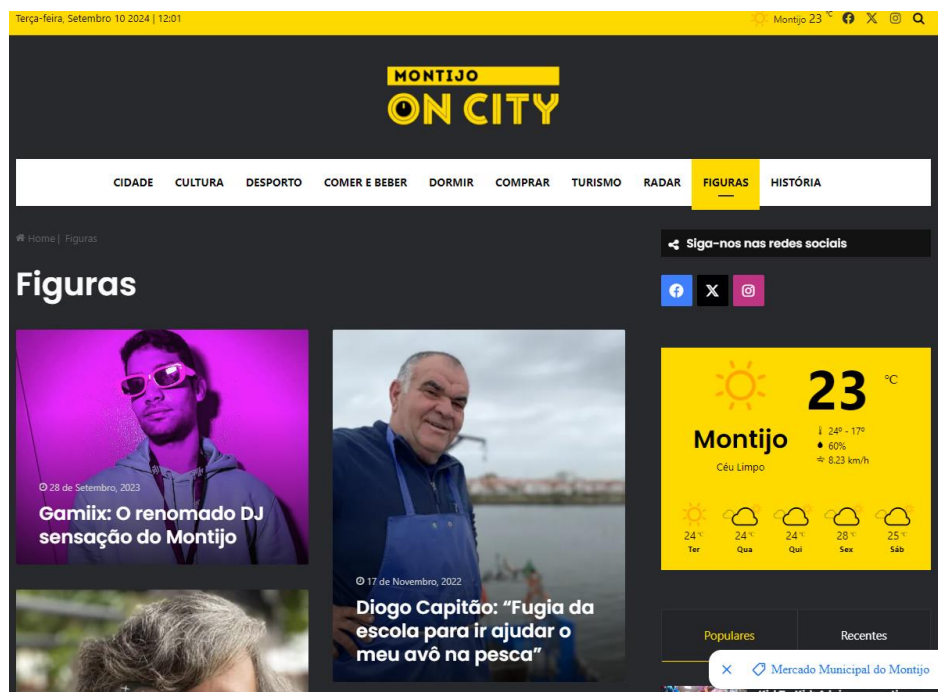 Terça-feira, Setembro 10 2024 | 12:01
Montijo 23 °C
MONTIJO
ON CITY
CIDADE CULTURA DESPORTO COMER E BEBER DORMIR COMPRAR TURISMO RADAR FIGURAS HISTÓRIA
Home | Figuras
Figuras
28 de Setembro, 2023
Gamiix: O renomado DJ
sensação do Montijo
17 de Novembro, 2022
Diogo Capitão: “Fugia da
escola para ir ajudar o
meu avô na pesca”
Siga-nos nas redes sociais
23 °C
Montijo
Céu Limpo
24º - 17º
60%
8.23 km/h
24 °C 24 °C 24 °C 28 °C 25 °C
Ter Qua Qui Sex Sáb
Populares Recentes
Mercado Municipal do Montijo